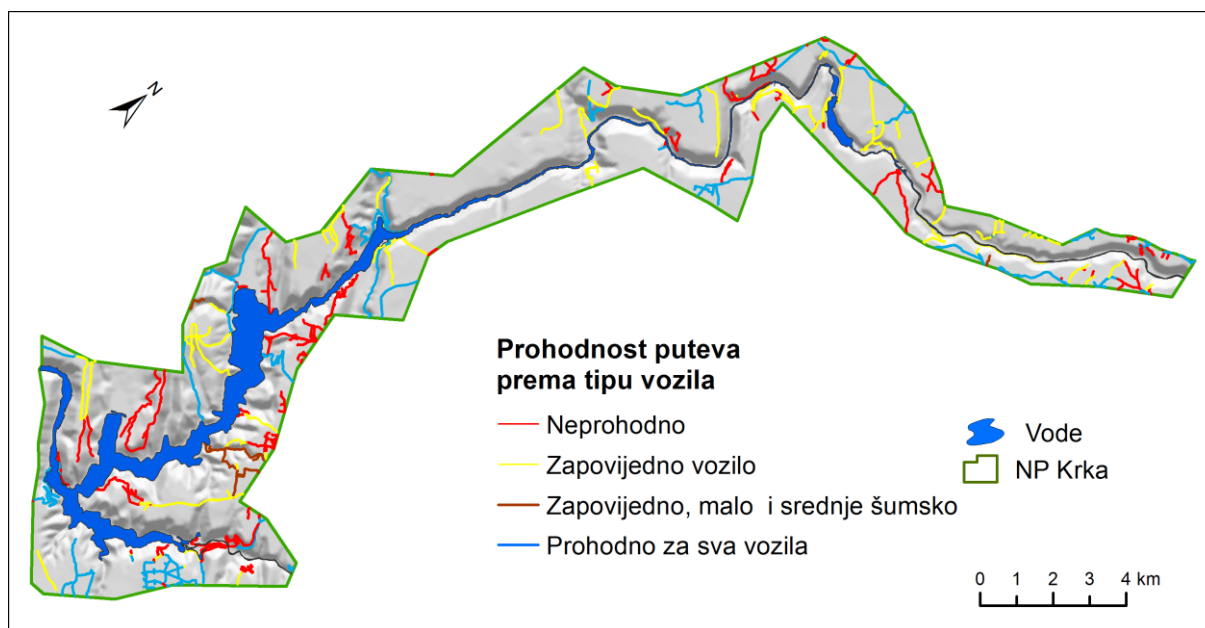 N
Prohodnost puteva
prema tipu vozila
Neprohodno
Zapovijedno vozilo
Zapovijedno, malo i srednje šumsko
Prohodno za sva vozila
Vode
NP Krka
0 1 2 3 4 km